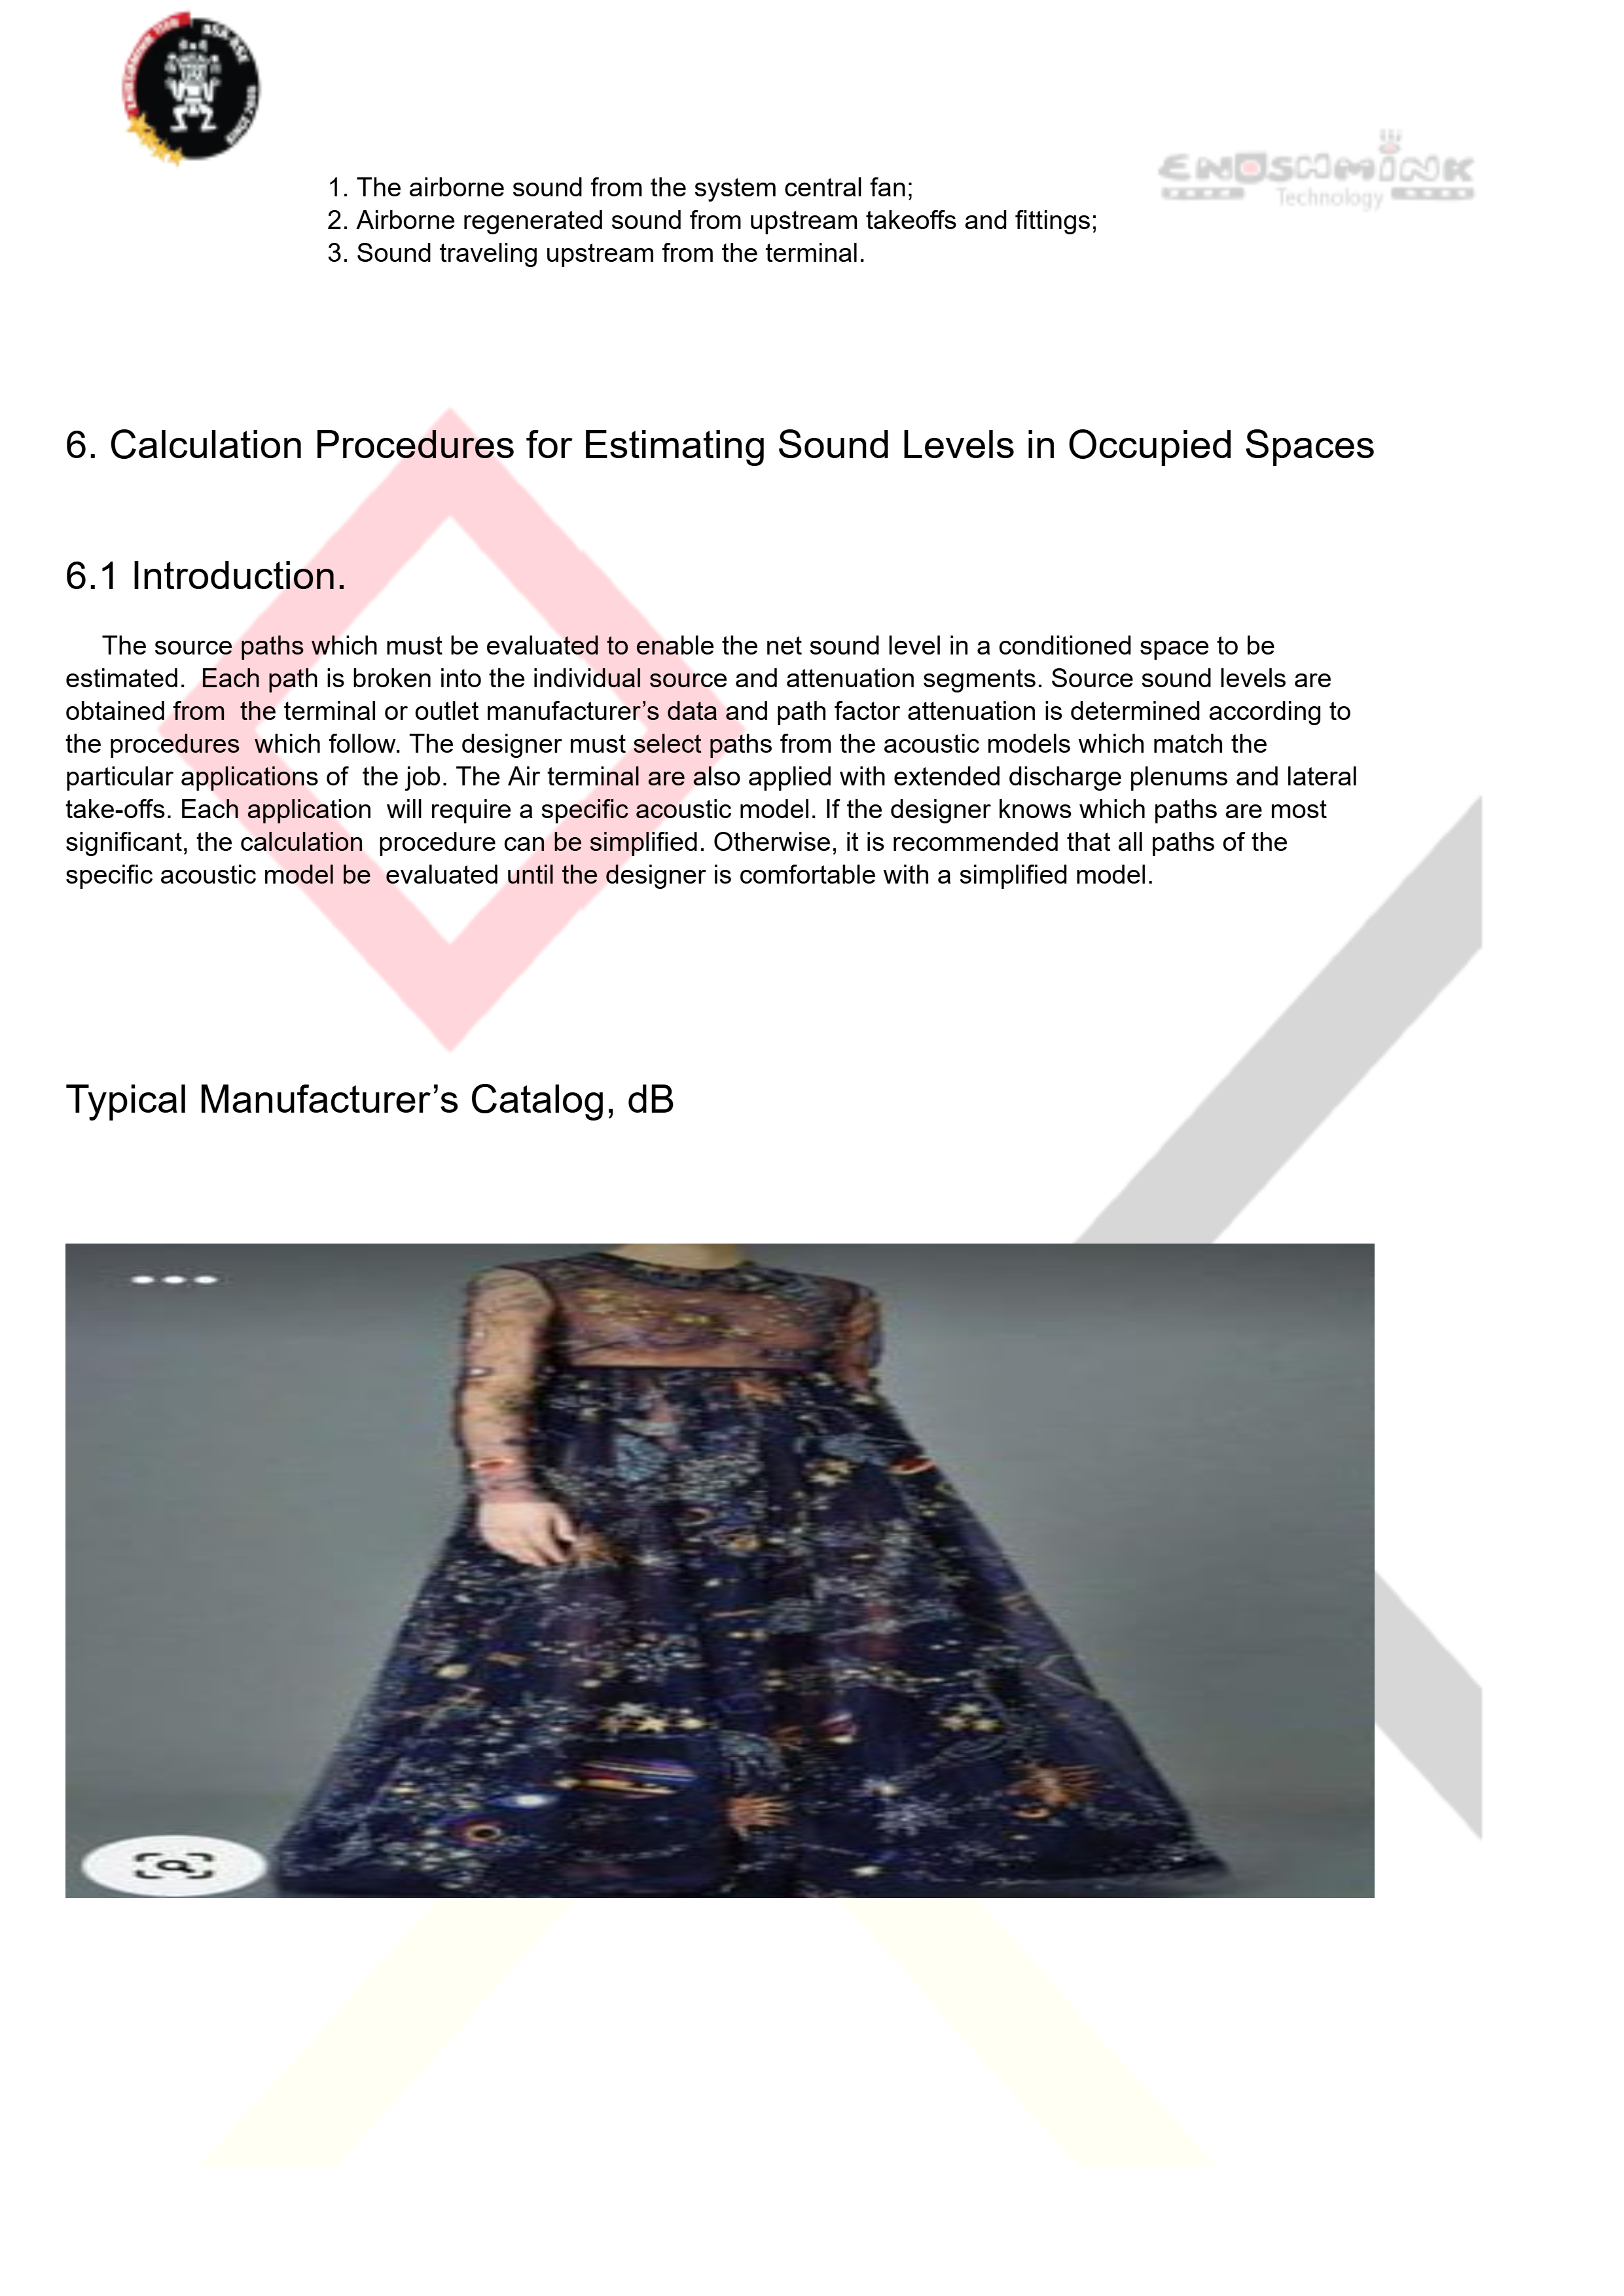 ASA-ASE
SINCE 2009
ENOSHMINK
Technology
1. The airborne sound from the system central fan;
2. Airborne regenerated sound from upstream takeoffs and fittings;
3. Sound traveling upstream from the terminal.
6. Calculation Procedures for Estimating Sound Levels in Occupied Spaces
6.1 Introduction.
The source paths which must be evaluated to enable the net sound level in a conditioned space to be
estimated.  Each path is broken into the individual source and attenuation segments. Source sound levels are
obtained from  the terminal or outlet manufacturer’s data and path factor attenuation is determined according to
the procedures  which follow. The designer must select paths from the acoustic models which match the
particular applications of  the job. The Air terminal are also applied with extended discharge plenums and lateral
take-offs. Each application  will require a specific acoustic model. If the designer knows which paths are most
significant, the calculation  procedure can be simplified. Otherwise, it is recommended that all paths of the
specific acoustic model be  evaluated until the designer is comfortable with a simplified model.
Typical Manufacturer’s Catalog, dB